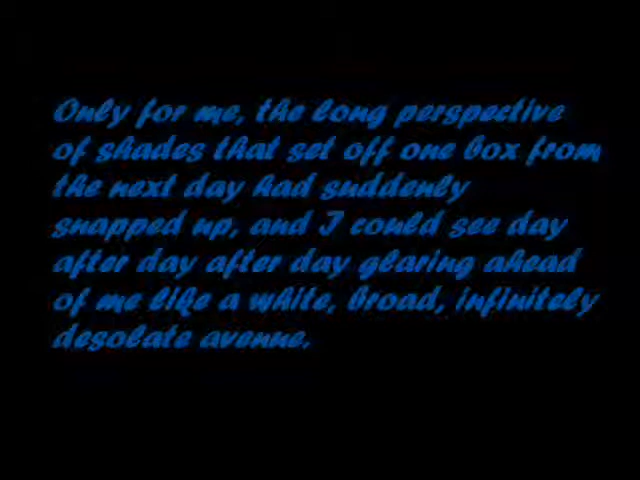 Only for me, the long perspective
of shades that set off one box from
the next day had suddenly
snapped up, and I could see day
after day after day glaring ahead
of me like a white, broad, infinitely
desolate avenue.